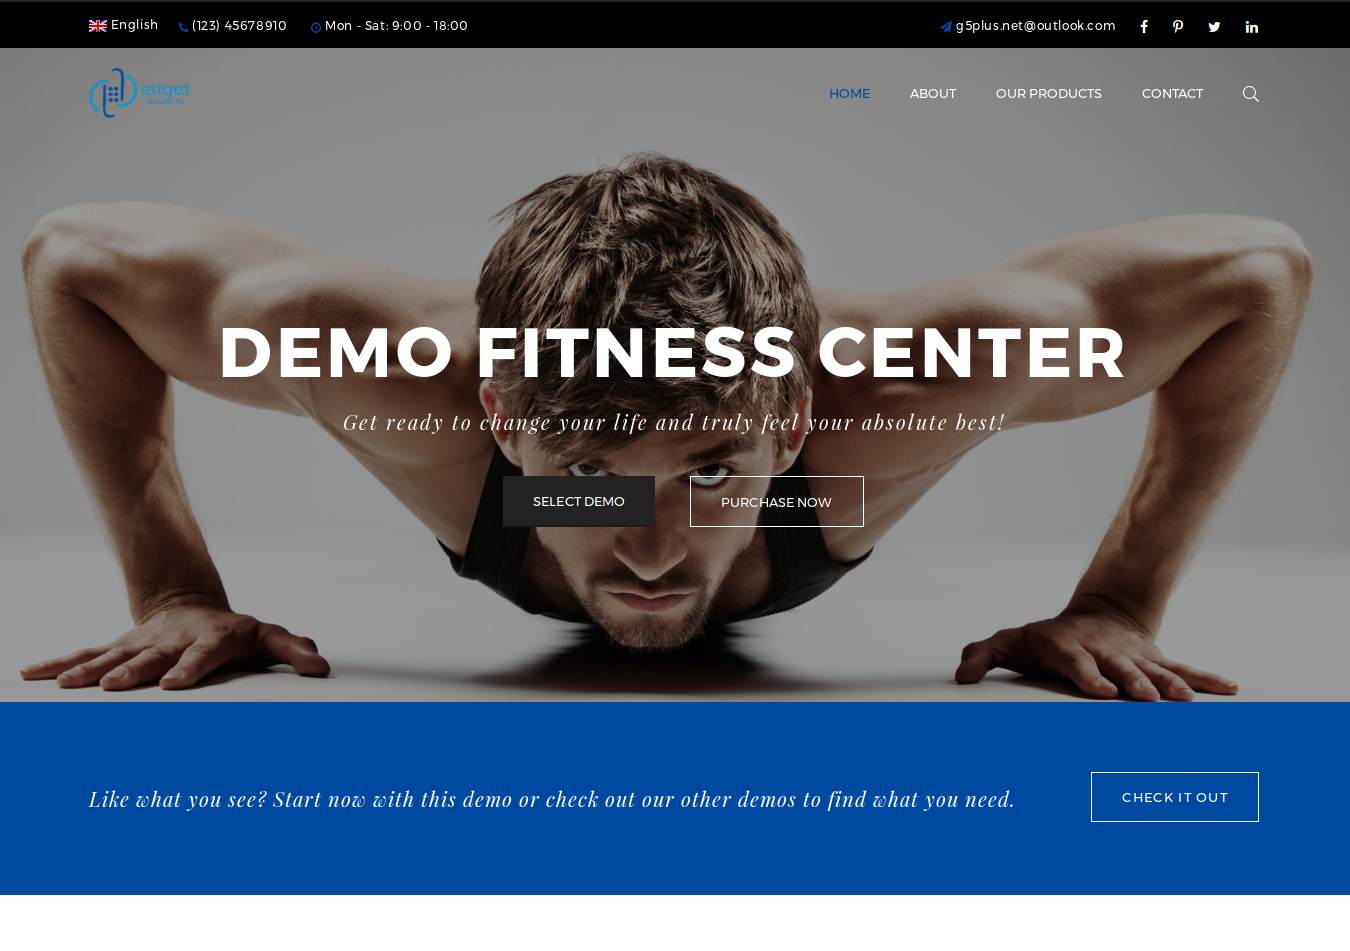 English (123) 45678910 Mon - Sat: 9:00 - 18:00 g5plus.net@outlook.com
etiget
solutions
HOME ABOUT OUR PRODUCTS CONTACT
DEMO FITNESS CENTER
Get ready to change your life and truly feel your absolute best!
SELECT DEMO PURCHASE NOW
Like what you see? Start now with this demo or check out our other demos to find what you need.
CHECK IT OUT